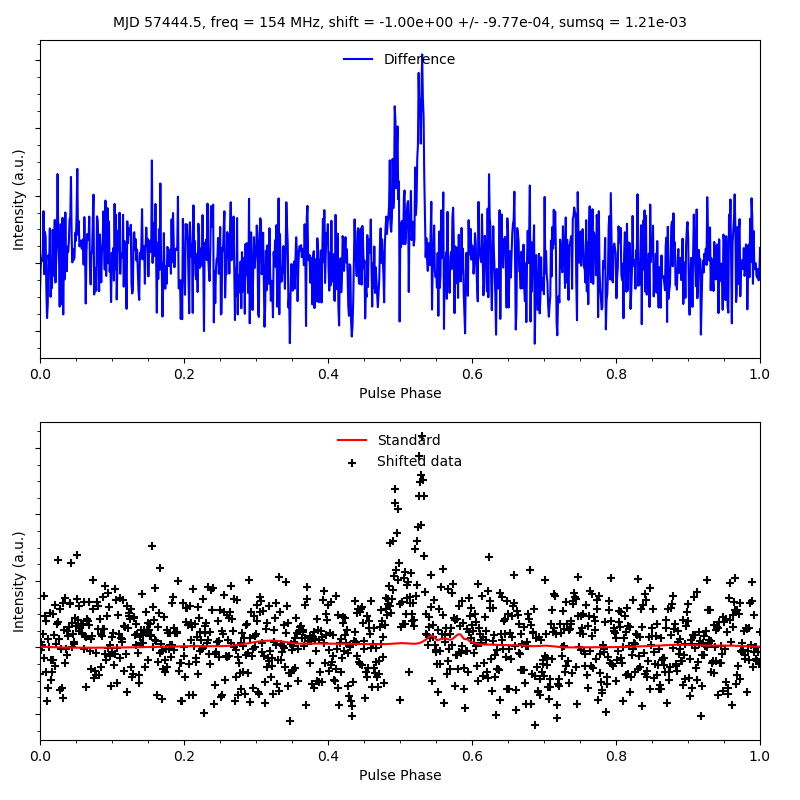 MJD 57444.5, freq = 154 MHz, shift = -1.00e+00 +/- -9.77e-04, sumsq = 1.21e-03
Difference
Intensity (a.u.)
0.0 0.2 0.4 0.6 0.8 1.0
Pulse Phase
Standard
Shifted data
Intensity (a.u.)
0.0 0.2 0.4 0.6 0.8 1.0
Pulse Phase